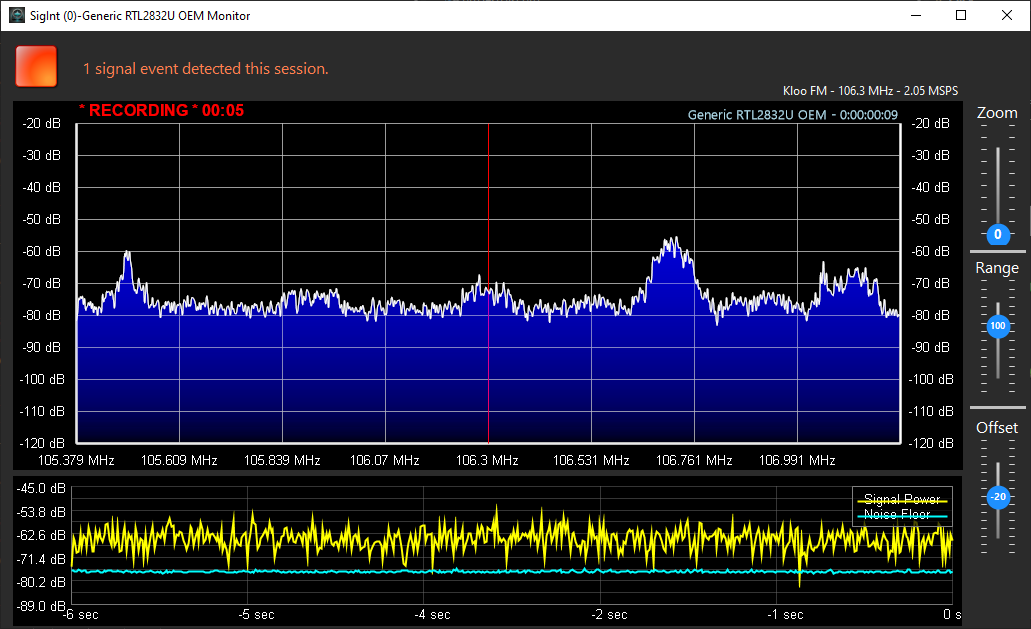 SigInt (0)-Generic RTL2832U OEM Monitor
1 signal event detected this session.
Kloo FM - 106.3 MHz - 2.05 MSPS
* RECORDING * 00:05
Generic RTL2832U OEM - 0:00:00:09
Zoom
-20 dB -20 dB
-30 dB -30 dB
-40 dB -40 dB
-50 dB -50 dB
0
-60 dB -60 dB
Range
-70 dB -70 dB
-80 dB -80 dB
100
-90 dB -90 dB
-100 dB -100 dB
-110 dB -110 dB
Offset
-120 dB -120 dB
105.379 MHz 105.609 MHz 105.839 MHz 106.07 MHz 106.3 MHz 106.531 MHz 106.761 MHz 106.991 MHz
-45.0 dB
-20
Signal Power
-53.8 dB
Noise Floor
-62.6 dB
-71.4 dB
-80.2 dB
-89.0 dB
-6 sec -5 sec -4 sec -2 sec -1 sec 0 s